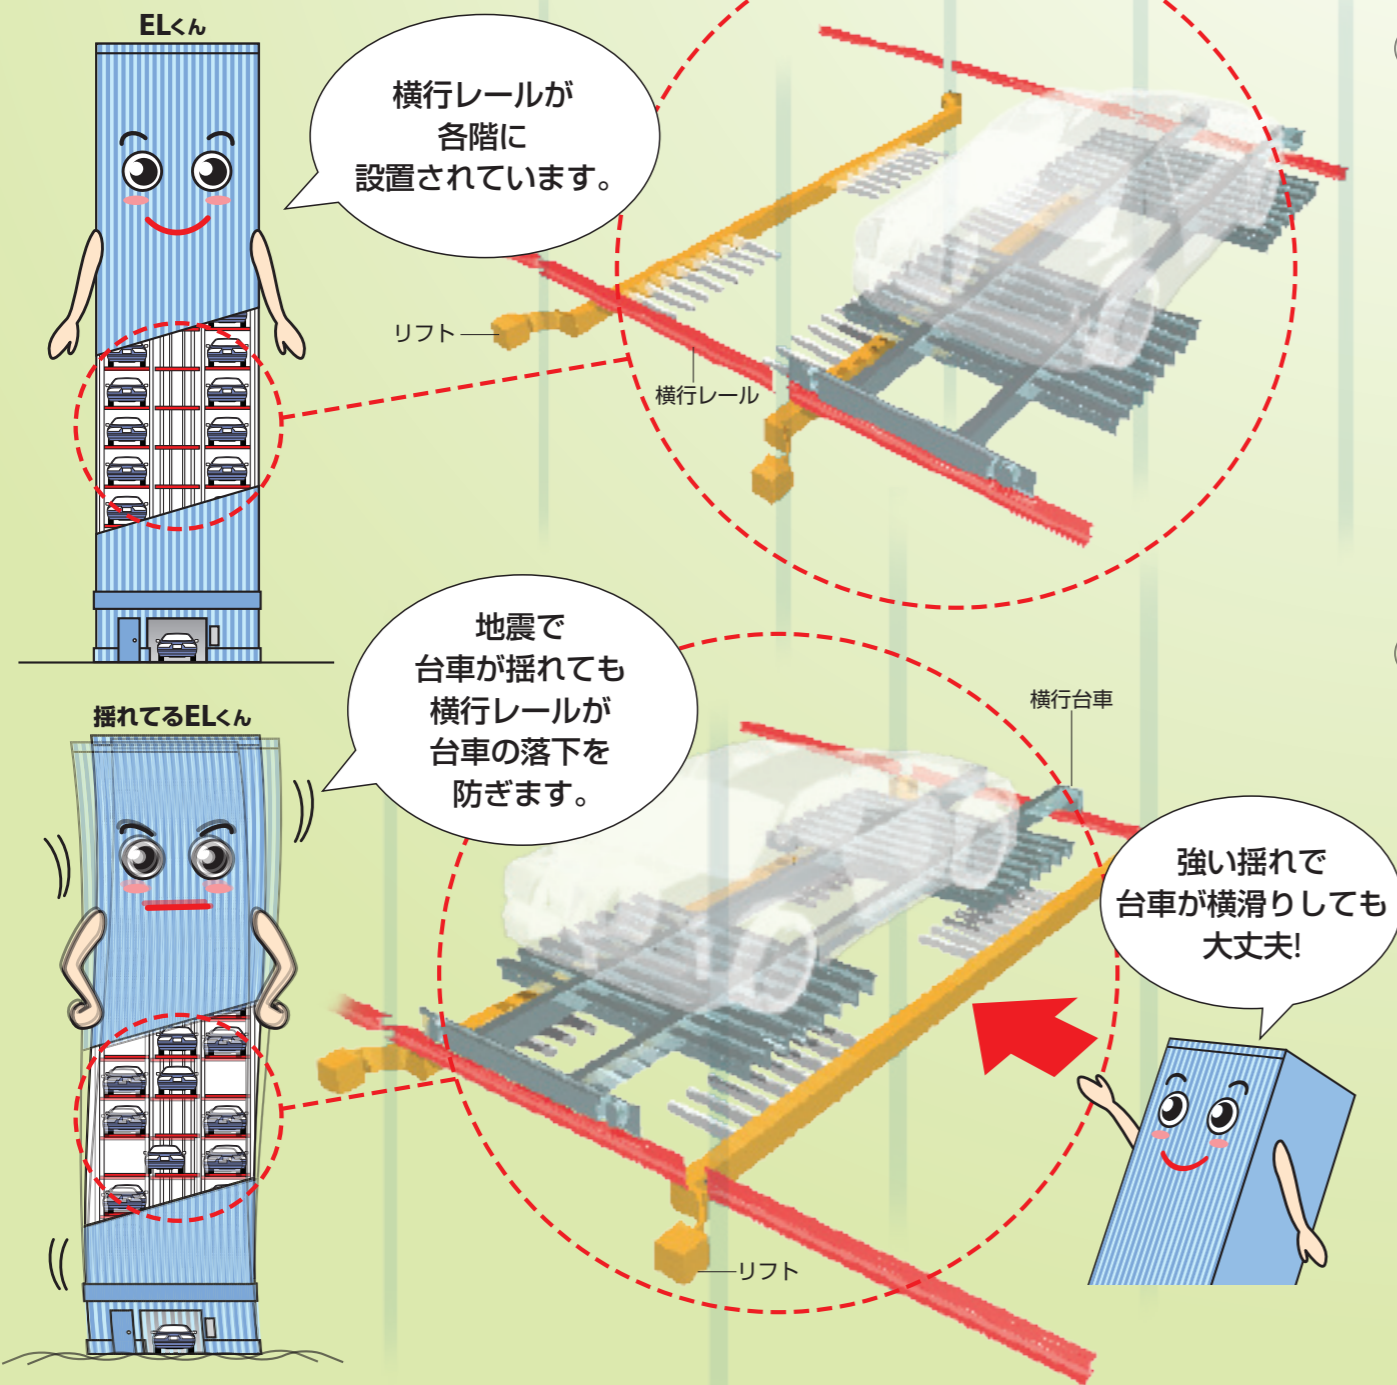 ELくん
横行レールが
各階に
設置されています。
リフト
横行レール
揺れてるELくん
地震で
台車が揺れても
横行レールが
台車の落下を
防ぎます。
横行台車
強い揺れで
台車が横滑りしても
大丈夫!
リフト